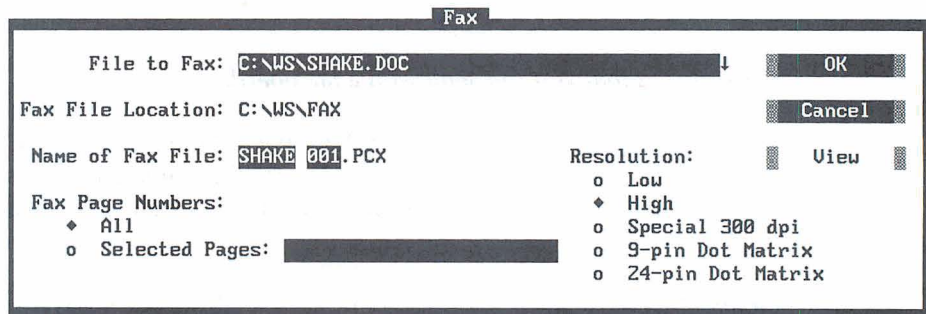 Fax
File to Fax: C:\WS\SHAKE.DOC ↓ OK
Fax File Location: C:\WS\FAX Cancel
Name of Fax File: SHAKE 001.PCX Resolution: View
o Low
Fax Page Numbers: ◆ High
◆ All o Special 300 dpi
o Selected Pages: o 9-pin Dot Matrix
o 24-pin Dot Matrix